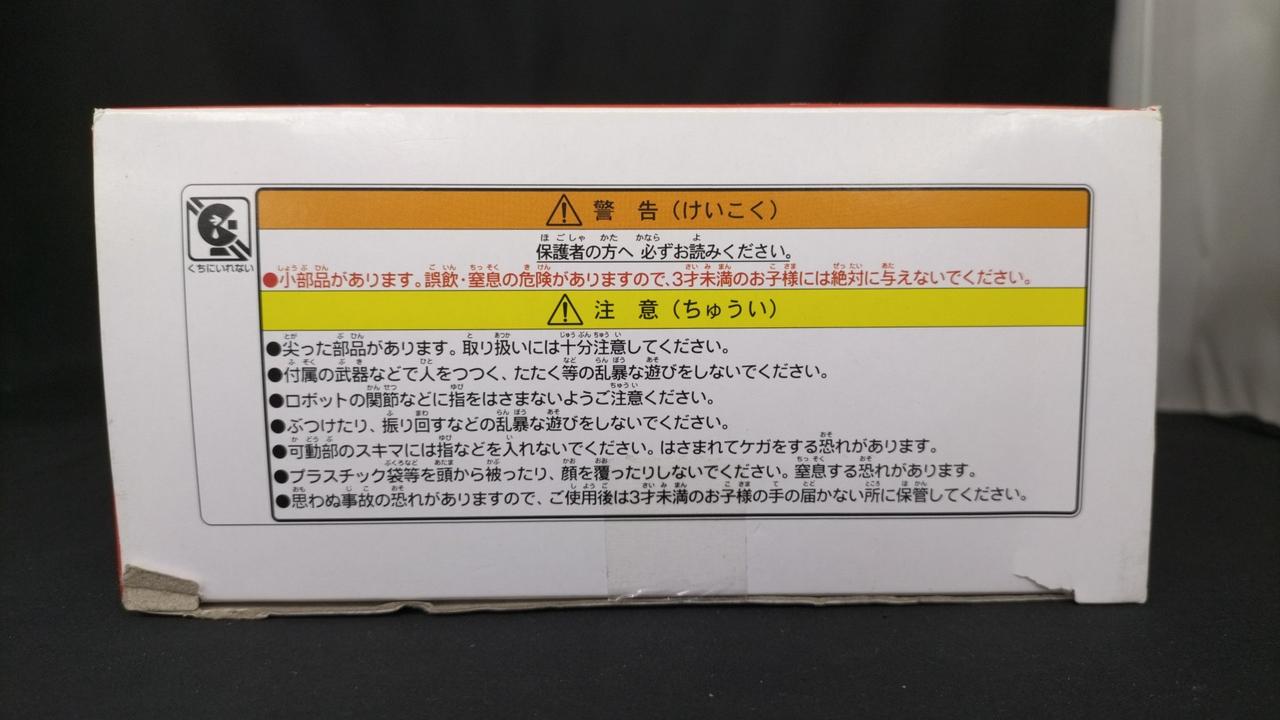 くちにいれない
⚠ 警 告（けいこく）
保護者の方へ 必ずお読みください。
●小部品があります。誤飲・窒息の危険がありますので、3才未満のお子様には絶対に与えないでください。
⚠ 注 意（ちゅうい）
●尖った部品があります。取り扱いには十分注意してください。
●付属の武器などで人をつつく、たたく等の乱暴な遊びをしないでください。
●ロボットの関節などに指をはさまないようご注意ください。
●ぶつけたり、振り回すなどの乱暴な遊びをしないでください。
●可動部のスキマには指などを入れないでください。はさまれてケガをする恐れがあります。
●プラスチック袋等を頭から被ったり、顔を覆ったりしないでください。窒息する恐れがあります。
●思わぬ事故の恐れがありますので、ご使用後は3才未満のお子様の手の届かない所に保管してください。